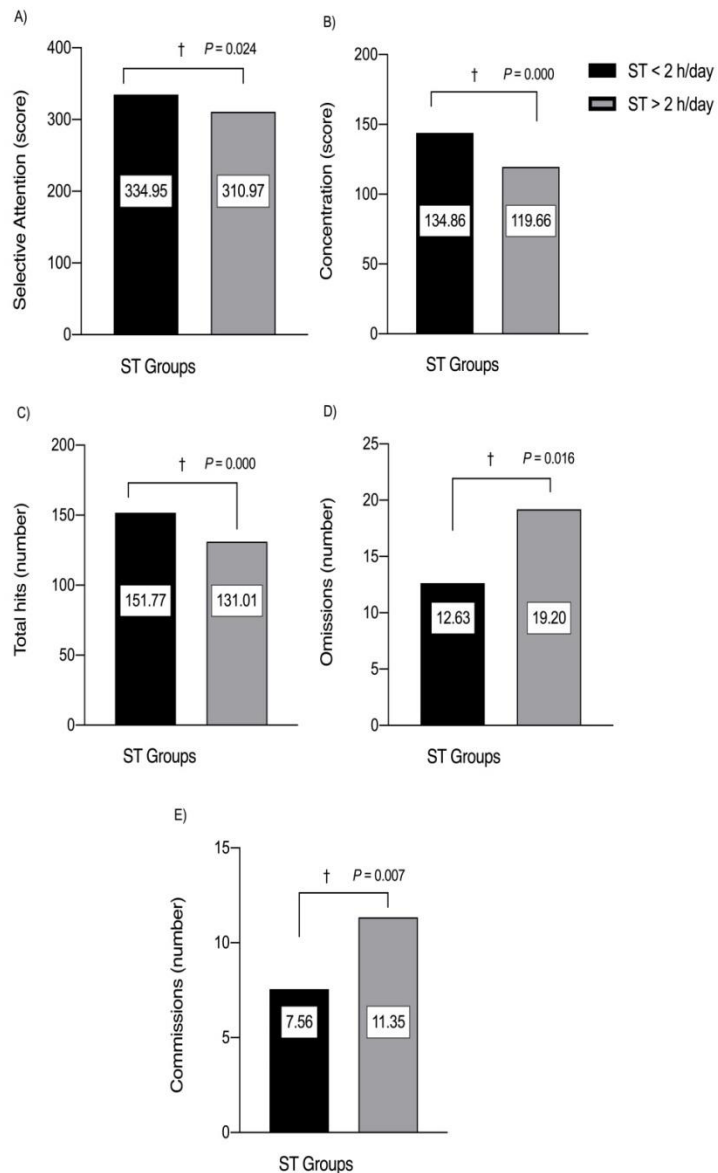 A)
† P = 0.024
Selective Attention (score)
400
300
200
100
0
334.95
310.97
ST Groups
B)
† P = 0.000
Concentration (score)
200
150
100
50
0
134.86
119.66
ST Groups
ST < 2 h/day
ST > 2 h/day
C)
† P = 0.000
Total hits (number)
200
150
100
50
0
151.77
131.01
ST Groups
D)
† P = 0.016
Omissions (number)
25
20
15
10
5
0
12.63
19.20
ST Groups
E)
† P = 0.007
Commissions (number)
15
10
5
0
7.56
11.35
ST Groups